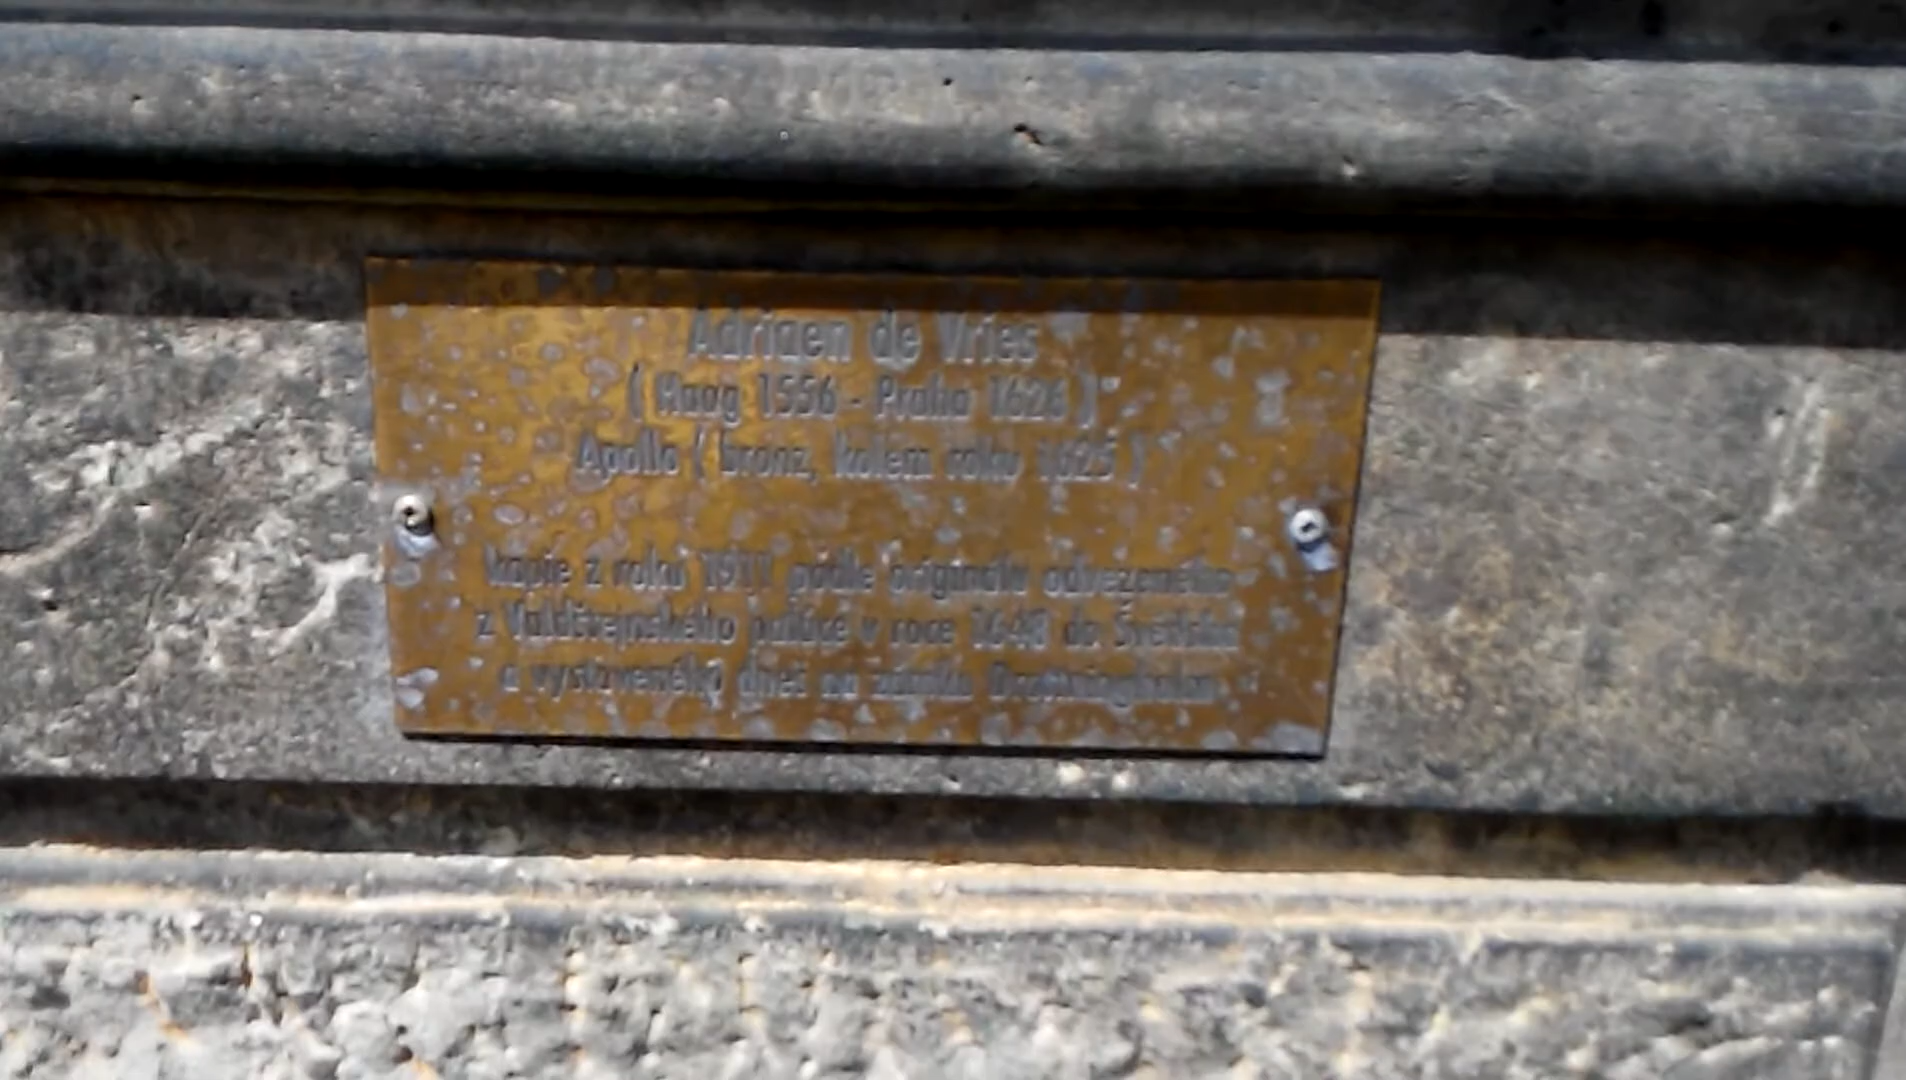 Adriaen de Vries
( Haag 1556 - Praha 1626 )
Apollo ( bronz, kolem roku 1625 )
kopie z roku 1911 podle originálu odvezeného
z Valdštejnského paláce v roce 1648 do Švédska
a vystaveného dnes na zámku Drottningholm